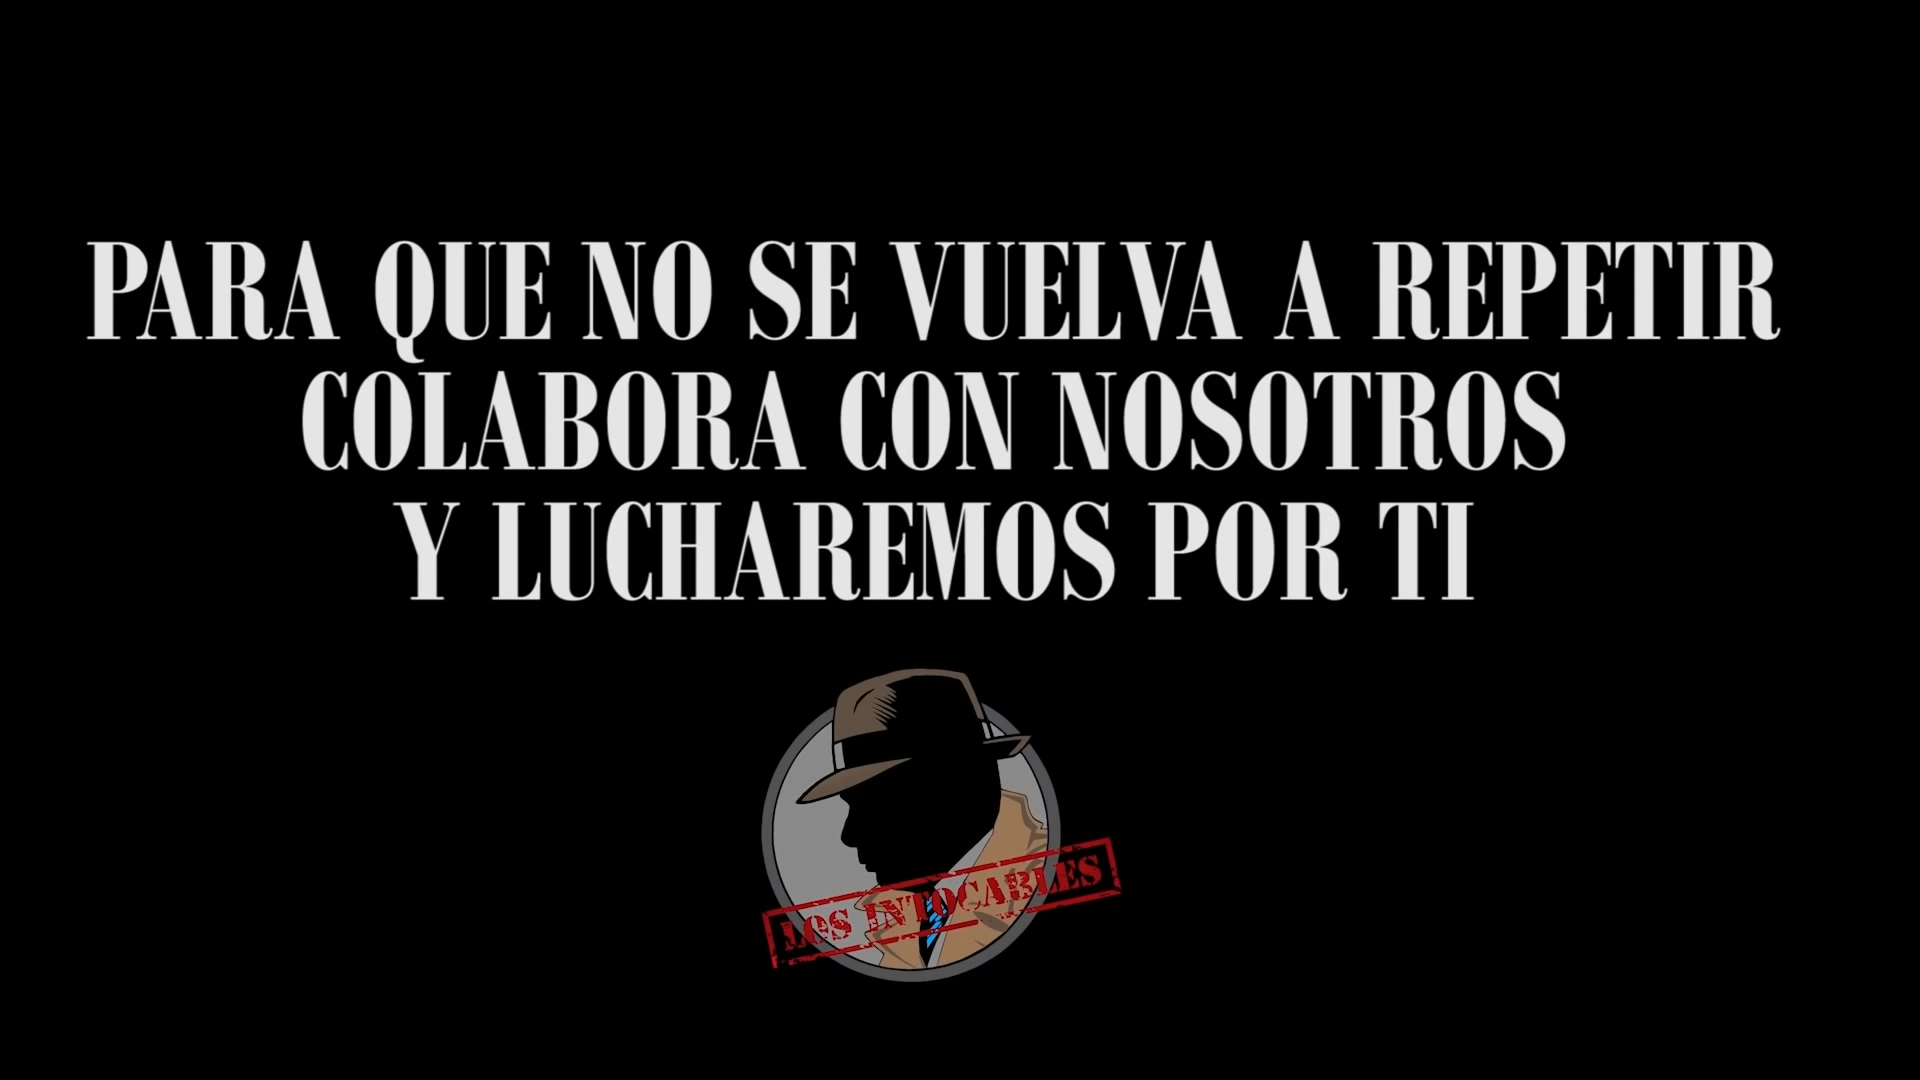 PARA QUE NO SE VUELVA A REPETIR
COLABORA CON NOSOTROS
Y LUCHAREMOS POR TI
LOS INTOCABLES